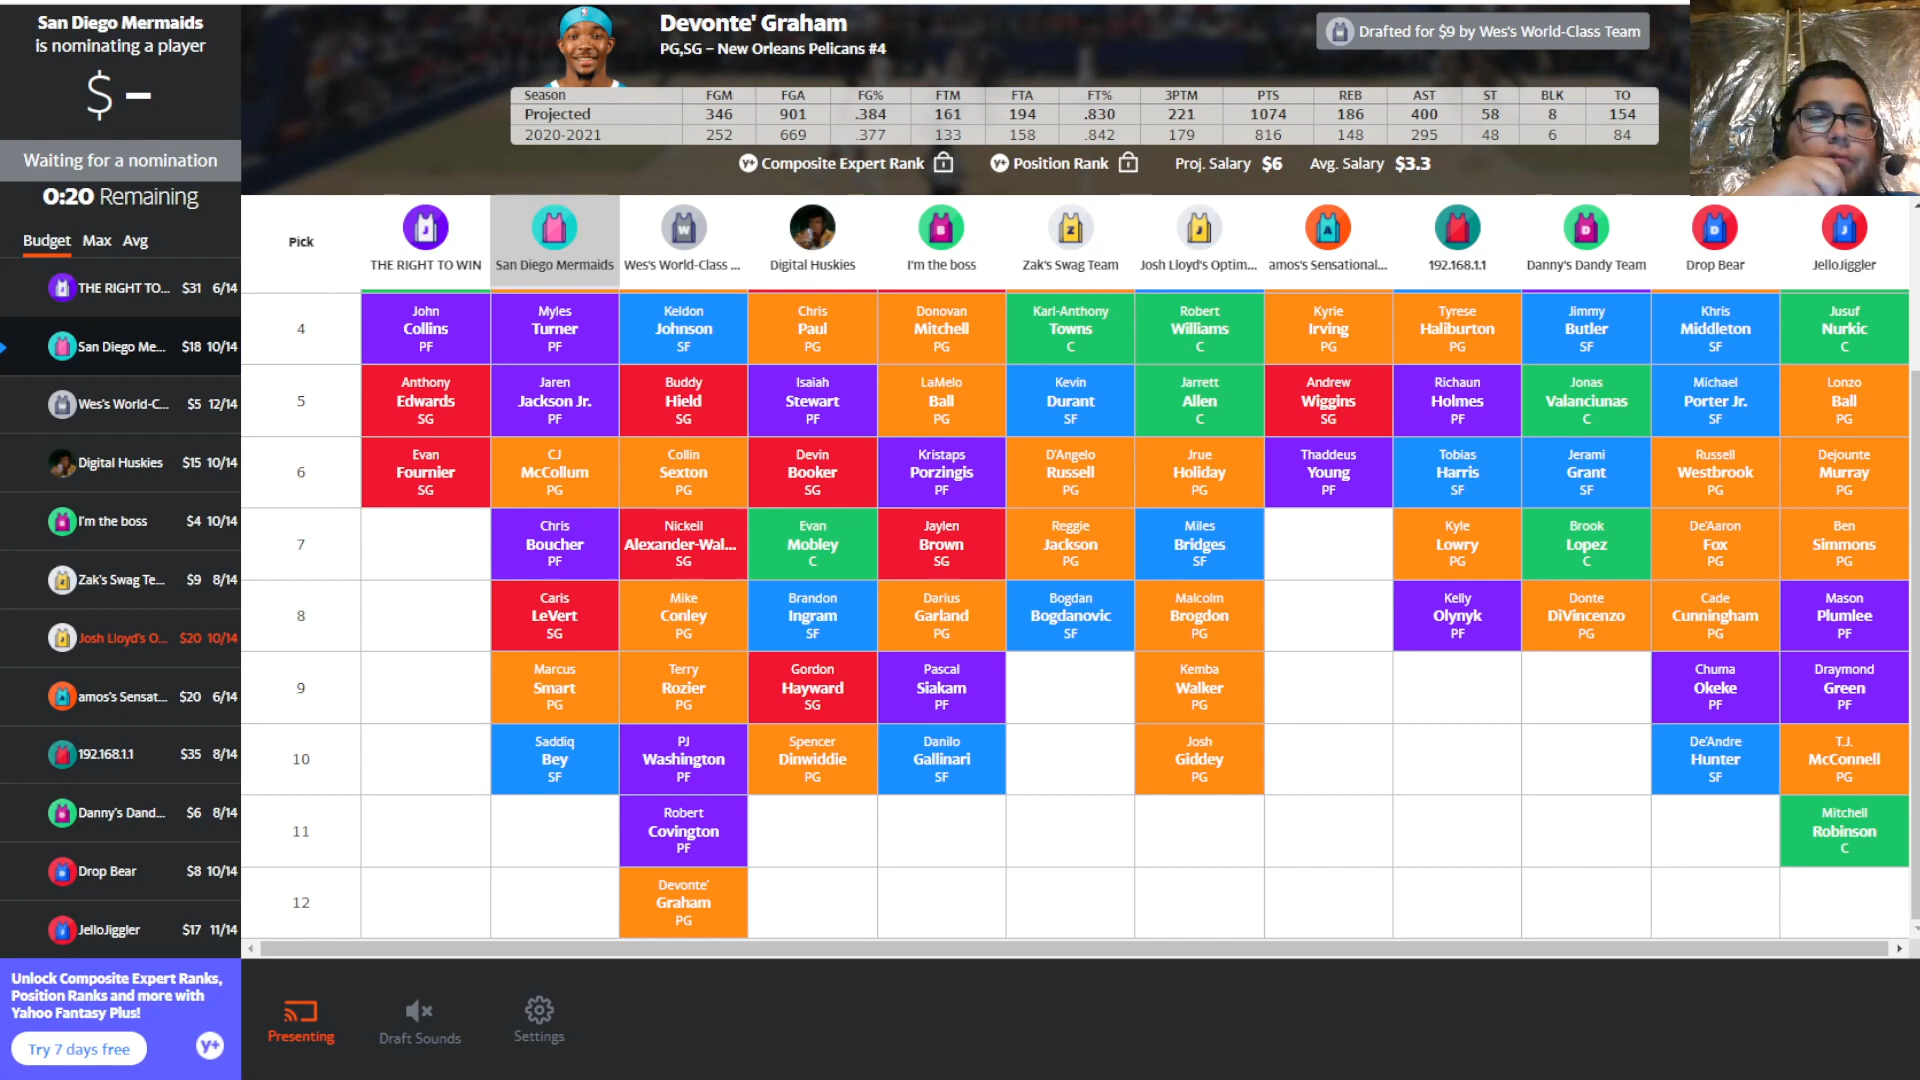 San Diego Mermaids
is nominating a player
$ –
Waiting for a nomination
0:20 Remaining
Budget Max Avg
THE RIGHT TO... $31 6/14
San Diego Me... $18 10/14
Wes's World-C... $5 12/14
Digital Huskies $15 10/14
I'm the boss $4 10/14
Zak's Swag Te... $9 8/14
Josh Lloyd's O... $20 10/14
amos's Sensat... $20 6/14
192.168.1.1 $35 8/14
Danny's Dand... $6 8/14
Drop Bear $8 10/14
JelloJiggler $17 11/14
Unlock Composite Expert Ranks,
Position Ranks and more with
Yahoo Fantasy Plus!
Try 7 days free
y+
Devonte' Graham
PG,SG – New Orleans Pelicans #4
Drafted for $9 by Wes's World-Class Team
Season FGM FGA FG% FTM FTA FT% 3PTM PTS REB AST ST BLK TO
Projected 346 901 .384 161 194 .830 221 1074 186 400 58 8 154
2020-2021 252 669 .377 133 158 .842 179 816 148 295 48 6 84
y+ Composite Expert Rank y+ Position Rank Proj. Salary $6 Avg. Salary $3.3
Pick THE RIGHT TO WIN San Diego Mermaids Wes's World-Class ... Digital Huskies I'm the boss Zak's Swag Team Josh Lloyd's Optim... amos's Sensational... 192.168.1.1 Danny's Dandy Team Drop Bear JelloJiggler
John Myles Keldon Chris Donovan Karl-Anthony Robert Kyrie Tyrese Jimmy Khris Jusuf
4 Collins Turner Johnson Paul Mitchell Towns Williams Irving Haliburton Butler Middleton Nurkic
PF PF SF PG PG C C PG PG SF SF C
Anthony Jaren Buddy Isaiah LaMelo Kevin Jarrett Andrew Richaun Jonas Michael Lonzo
5 Edwards Jackson Jr. Hield Stewart Ball Durant Allen Wiggins Holmes Valanciunas Porter Jr. Ball
SG PF SG PF PG SF C SG PF C SF PG
Evan CJ Collin Devin Kristaps D'Angelo Jrue Thaddeus Tobias Jerami Russell Dejounte
6 Fournier McCollum Sexton Booker Porzingis Russell Holiday Young Harris Grant Westbrook Murray
SG PG PG SG PF PG PG PF SF SF PG PG
Chris Nickeil Evan Jaylen Reggie Miles Kyle Brook De'Aaron Ben
7 Boucher Alexander-Wal... Mobley Brown Jackson Bridges Lowry Lopez Fox Simmons
PF SG C SG PG SF PG C PG PG
Caris Mike Brandon Darius Bogdan Malcolm Kelly Donte Cade Mason
8 LeVert Conley Ingram Garland Bogdanovic Brogdon Olynyk DiVincenzo Cunningham Plumlee
SG PG SF PG SF PG PF PG PG PF
Marcus Terry Gordon Pascal Kemba Chuma Draymond
9 Smart Rozier Hayward Siakam Walker Okeke Green
PG PG SG PF PG PF PF
Saddiq PJ Spencer Danilo Josh De'Andre T.J.
10 Bey Washington Dinwiddie Gallinari Giddey Hunter McConnell
SF PF PG SF PG SF PG
Robert Mitchell
11 Covington Robinson
PF C
Devonte'
12 Graham
PG
Presenting Draft Sounds Settings